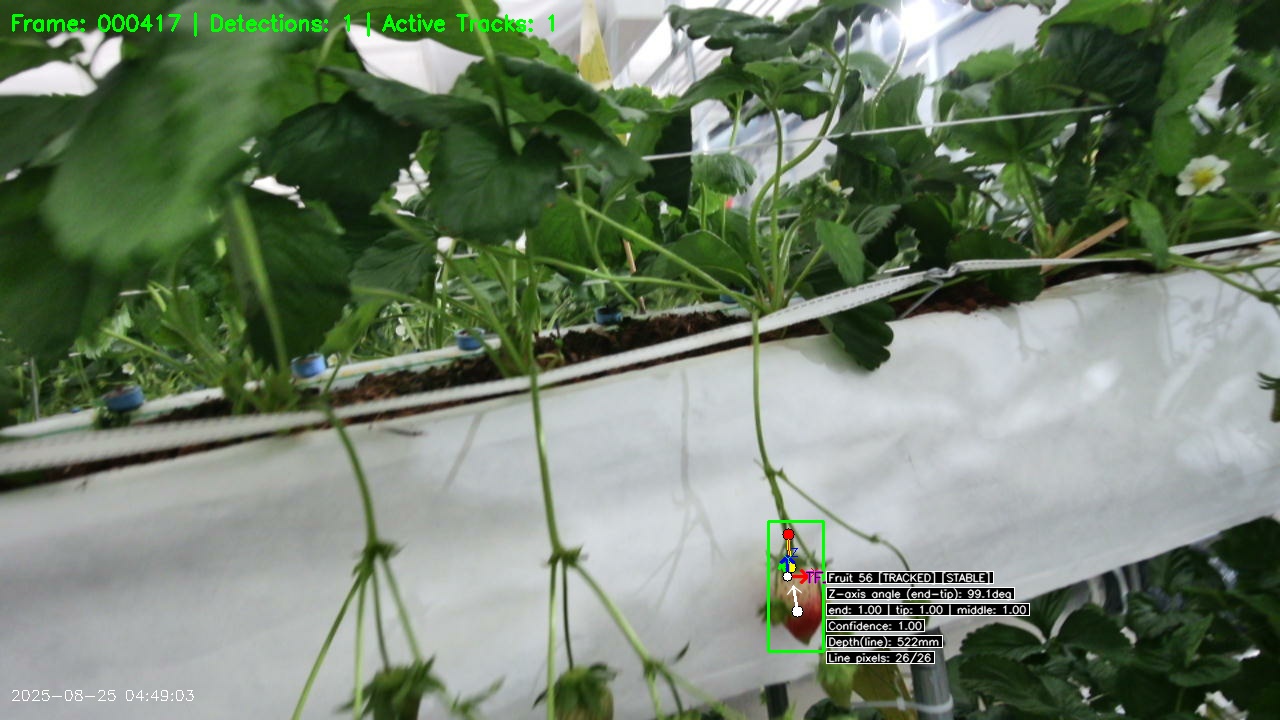 Frame: 000417 | Detections: 1 | Active Tracks: 1
TF
Fruit 56 [TRACKED] [STABLE]
Z-axis angle (end-tip): 99.1deg
end: 1.00 | tip: 1.00 | middle: 1.00
Confidence: 1.00
Depth(line): 522mm
Line pixels: 26/26
2025-08-25 04:49:03